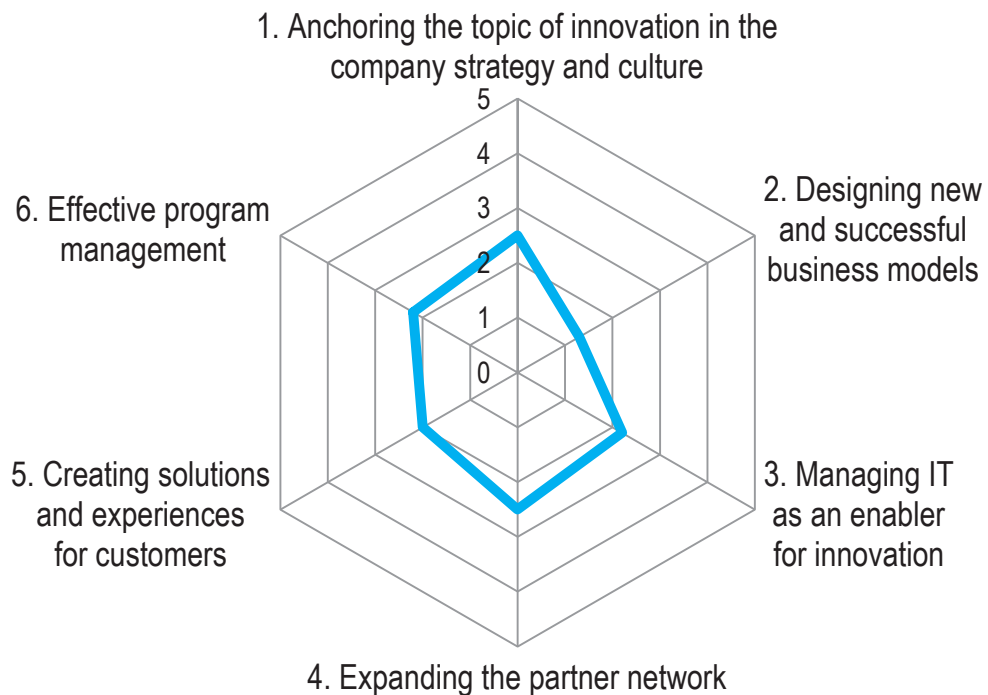 1. Anchoring the topic of innovation in the
company strategy and culture
5
4
3
2
1
0
2. Designing new
and successful
business models
3. Managing IT
as an enabler
for innovation
4. Expanding the partner network
5. Creating solutions
and experiences
for customers
6. Effective program
management